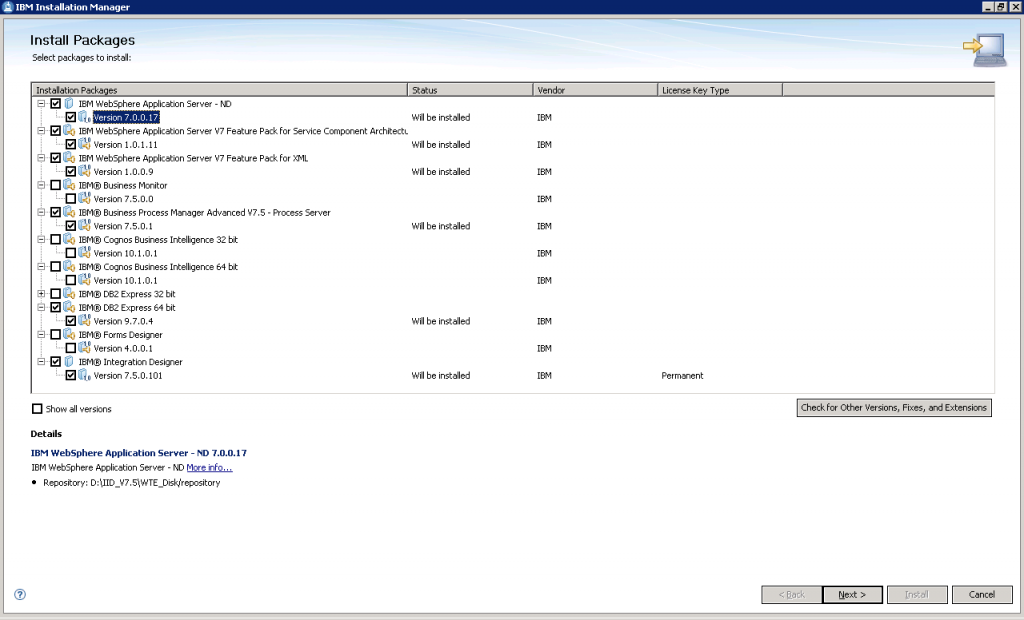 IBM Installation Manager
Install Packages
Select packages to install:
Installation Packages Status Vendor License Key Type
IBM WebSphere Application Server - ND
Version 7.0.0.17 Will be installed IBM
IBM WebSphere Application Server V7 Feature Pack for Service Component Architectu
Version 1.0.1.11 Will be installed IBM
IBM WebSphere Application Server V7 Feature Pack for XML
Version 1.0.0.9 Will be installed IBM
IBM® Business Monitor
Version 7.5.0.0 IBM
IBM® Business Process Manager Advanced V7.5 - Process Server
Version 7.5.0.1 Will be installed IBM
IBM® Cognos Business Intelligence 32 bit
Version 10.1.0.1 IBM
IBM® Cognos Business Intelligence 64 bit
Version 10.1.0.1 IBM
IBM® DB2 Express 32 bit
IBM® DB2 Express 64 bit
Version 9.7.0.4 Will be installed IBM
IBM® Forms Designer
Version 4.0.0.1 IBM
IBM® Integration Designer
Version 7.5.0.101 Will be installed IBM Permanent
Show all versions Check for Other Versions, Fixes, and Extensions
Details
IBM WebSphere Application Server - ND 7.0.0.17
IBM WebSphere Application Server - ND More info...
• Repository: D:\IID_V7.5\WTE_Disk/repository
? < Back Next > Install Cancel